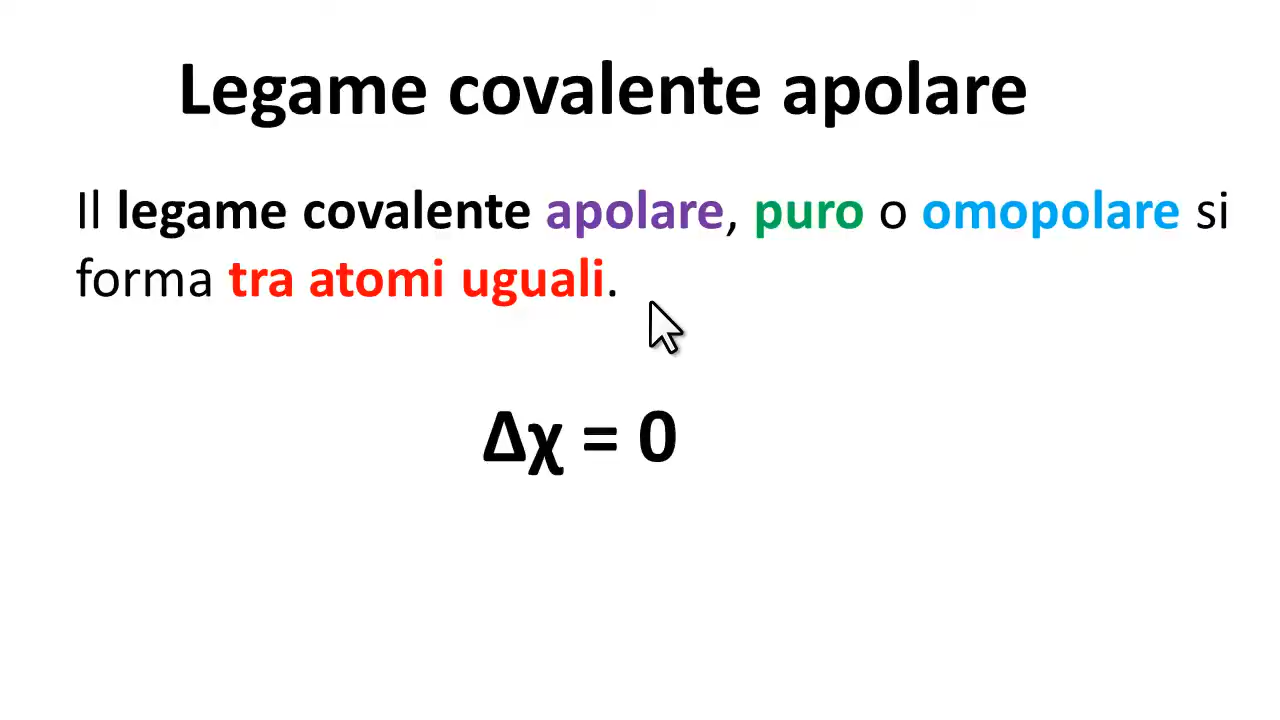 Legame covalente apolare
Il legame covalente apolare, puro o omopolare si
forma tra atomi uguali.
Δχ = 0